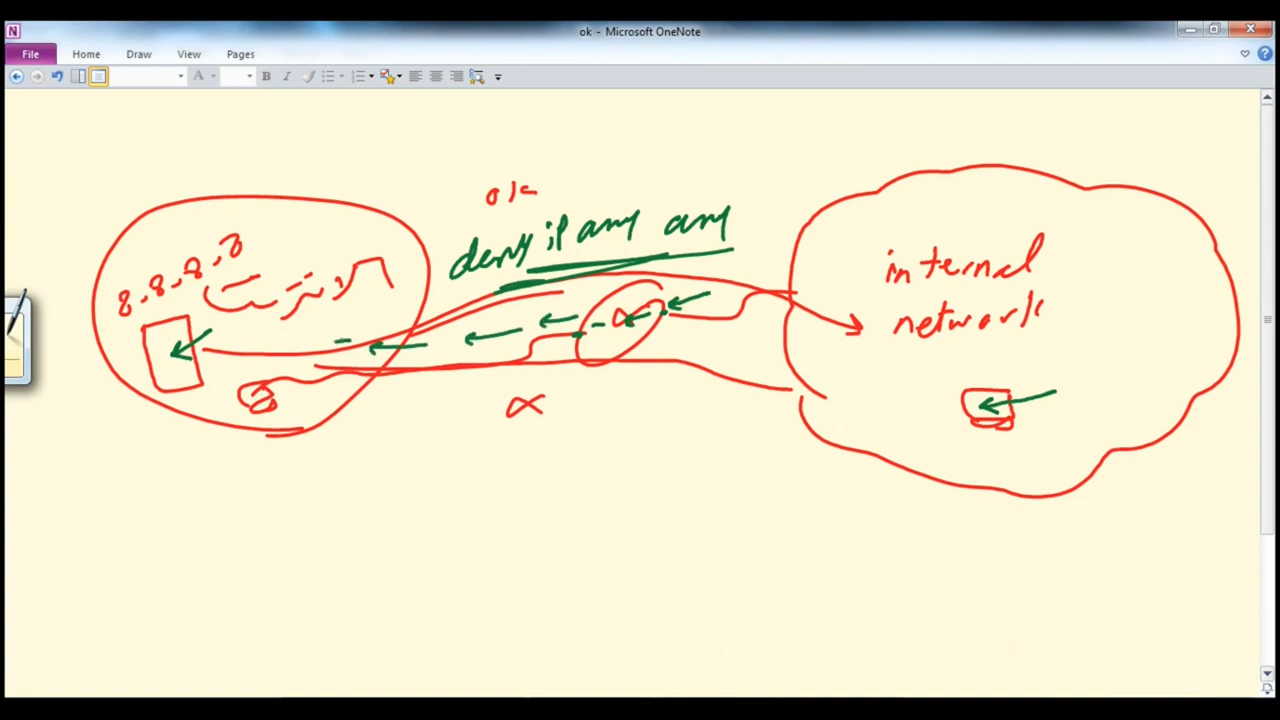 ok - Microsoft OneNote
File Home Draw View Pages
ok
deny ip any any
8.8.8.8
internal
network